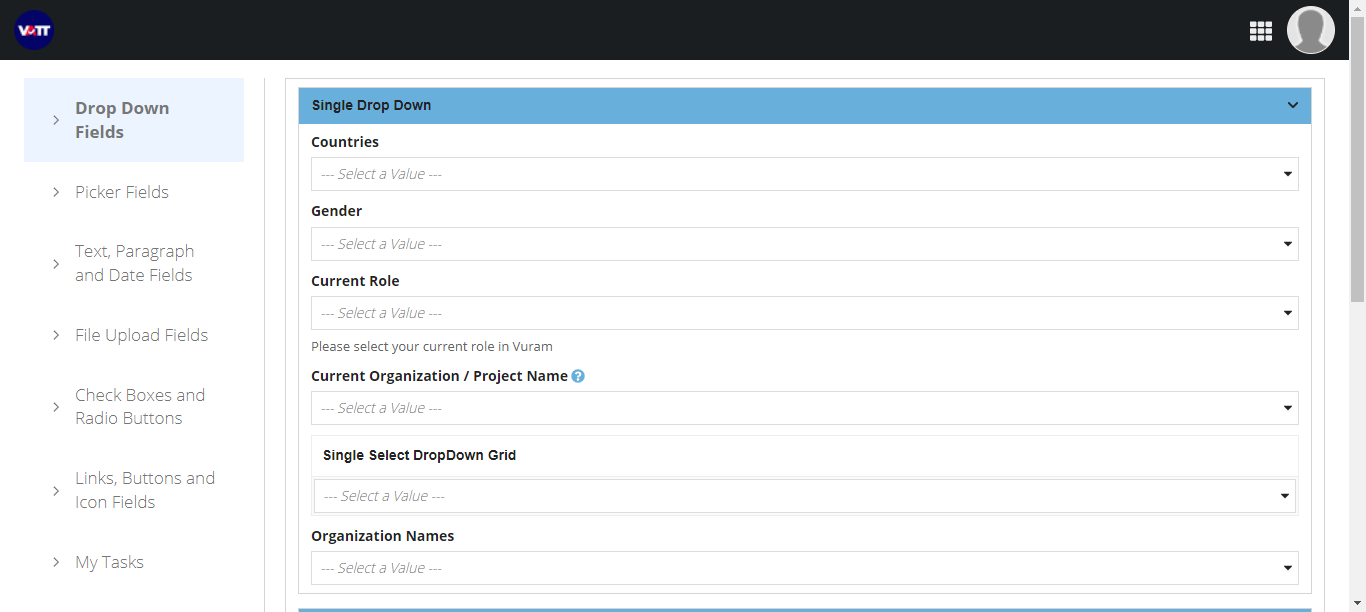 VOTT
Drop Down
Fields
Picker Fields
Text, Paragraph
and Date Fields
File Upload Fields
Check Boxes and
Radio Buttons
Links, Buttons and
Icon Fields
My Tasks
Single Drop Down
Countries
--- Select a Value ---
Gender
--- Select a Value ---
Current Role
--- Select a Value ---
Please select your current role in Vuram
Current Organization / Project Name ?
--- Select a Value ---
Single Select DropDown Grid
--- Select a Value ---
Organization Names
--- Select a Value ---